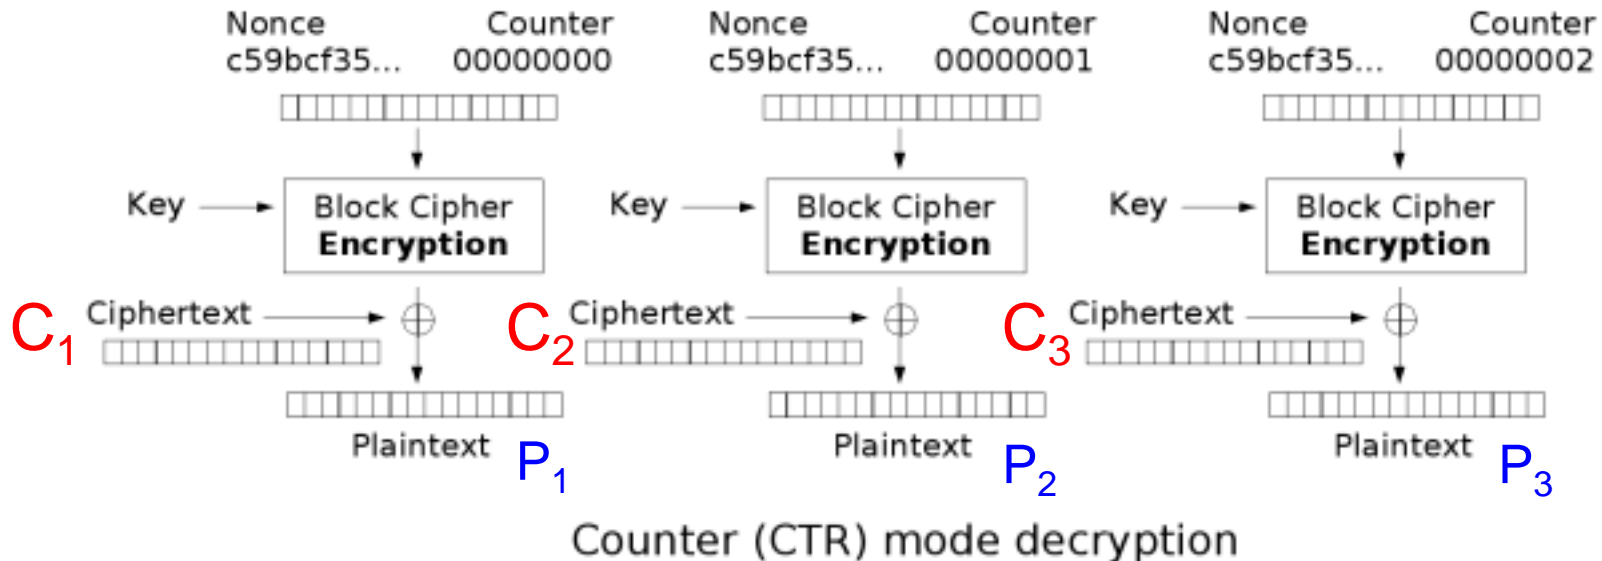 Nonce Counter Nonce Counter Nonce Counter
c59bcf35... 00000000 c59bcf35... 00000001 c59bcf35... 00000002
Key Block Cipher Key Block Cipher Key Block Cipher
Encryption Encryption Encryption
C1 Ciphertext C2 Ciphertext C3 Ciphertext
Plaintext P1 Plaintext P2 Plaintext P3
Counter (CTR) mode decryption